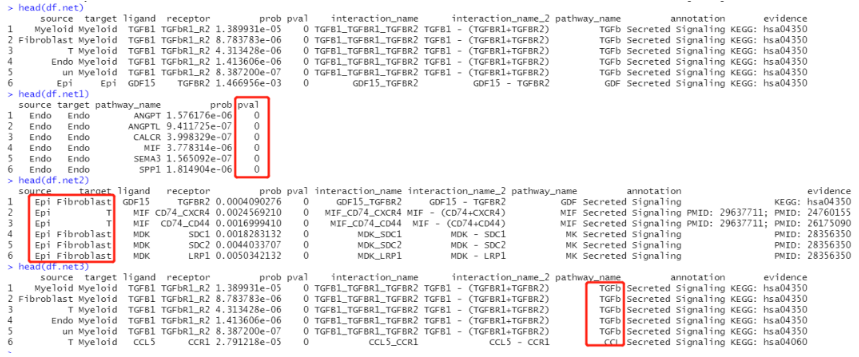 > head(df.net)
source target ligand receptor prob pval interaction_name interaction_name_2 pathway_name annotation evidence
1 Myeloid Myeloid TGFB1 TGFbR1_R2 1.389931e-05 0 TGFB1_TGFBR1_TGFBR2 TGFB1 - (TGFBR1+TGFBR2) TGFb Secreted Signaling KEGG: hsa04350
2 Fibroblast Myeloid TGFB1 TGFbR1_R2 8.783783e-06 0 TGFB1_TGFBR1_TGFBR2 TGFB1 - (TGFBR1+TGFBR2) TGFb Secreted Signaling KEGG: hsa04350
3 T Myeloid TGFB1 TGFbR1_R2 4.313428e-06 0 TGFB1_TGFBR1_TGFBR2 TGFB1 - (TGFBR1+TGFBR2) TGFb Secreted Signaling KEGG: hsa04350
4 Endo Myeloid TGFB1 TGFbR1_R2 1.413606e-06 0 TGFB1_TGFBR1_TGFBR2 TGFB1 - (TGFBR1+TGFBR2) TGFb Secreted Signaling KEGG: hsa04350
5 un Myeloid TGFB1 TGFbR1_R2 8.387200e-07 0 TGFB1_TGFBR1_TGFBR2 TGFB1 - (TGFBR1+TGFBR2) TGFb Secreted Signaling KEGG: hsa04350
6 Epi Epi GDF15 TGFBR2 1.466956e-03 0 GDF15_TGFBR2 GDF15 - TGFBR2 GDF Secreted Signaling KEGG: hsa04350
> head(df.net1)
source target pathway_name prob pval
1 Endo Endo ANGPT 1.576176e-06 0
2 Endo Endo ANGPTL 9.411725e-07 0
3 Endo Endo CALCR 3.998329e-07 0
4 Endo Endo MIF 3.778314e-06 0
5 Endo Endo SEMA3 1.565092e-07 0
6 Endo Endo SPP1 1.814904e-06 0
> head(df.net2)
source target ligand receptor prob pval interaction_name interaction_name_2 pathway_name annotation evidence
1 Epi Fibroblast GDF15 TGFBR2 0.0004090276 0 GDF15_TGFBR2 GDF15 - TGFBR2 GDF Secreted Signaling KEGG: hsa04350
2 Epi T MIF CD74_CXCR4 0.0024569210 0 MIF_CD74_CXCR4 MIF - (CD74+CXCR4) MIF Secreted Signaling PMID: 29637711; PMID: 24760155
3 Epi T MIF CD74_CD44 0.0016999410 0 MIF_CD74_CD44 MIF - (CD74+CD44) MIF Secreted Signaling PMID: 29637711; PMID: 26175090
4 Epi Fibroblast MDK SDC1 0.0018283132 0 MDK_SDC1 MDK - SDC1 MK Secreted Signaling PMID: 28356350
5 Epi Fibroblast MDK SDC2 0.0044033707 0 MDK_SDC2 MDK - SDC2 MK Secreted Signaling PMID: 28356350
6 Epi Fibroblast MDK LRP1 0.0050342132 0 MDK_LRP1 MDK - LRP1 MK Secreted Signaling PMID: 28356350
> head(df.net3)
source target ligand receptor prob pval interaction_name interaction_name_2 pathway_name annotation evidence
1 Myeloid Myeloid TGFB1 TGFbR1_R2 1.389931e-05 0 TGFB1_TGFBR1_TGFBR2 TGFB1 - (TGFBR1+TGFBR2) TGFb Secreted Signaling KEGG: hsa04350
2 Fibroblast Myeloid TGFB1 TGFbR1_R2 8.783783e-06 0 TGFB1_TGFBR1_TGFBR2 TGFB1 - (TGFBR1+TGFBR2) TGFb Secreted Signaling KEGG: hsa04350
3 T Myeloid TGFB1 TGFbR1_R2 4.313428e-06 0 TGFB1_TGFBR1_TGFBR2 TGFB1 - (TGFBR1+TGFBR2) TGFb Secreted Signaling KEGG: hsa04350
4 Endo Myeloid TGFB1 TGFbR1_R2 1.413606e-06 0 TGFB1_TGFBR1_TGFBR2 TGFB1 - (TGFBR1+TGFBR2) TGFb Secreted Signaling KEGG: hsa04350
5 un Myeloid TGFB1 TGFbR1_R2 8.387200e-07 0 TGFB1_TGFBR1_TGFBR2 TGFB1 - (TGFBR1+TGFBR2) TGFb Secreted Signaling KEGG: hsa04350
6 T Myeloid CCL5 CCR1 2.791218e-05 0 CCL5_CCR1 CCL5 - CCR1 CCL Secreted Signaling KEGG: hsa04060
>